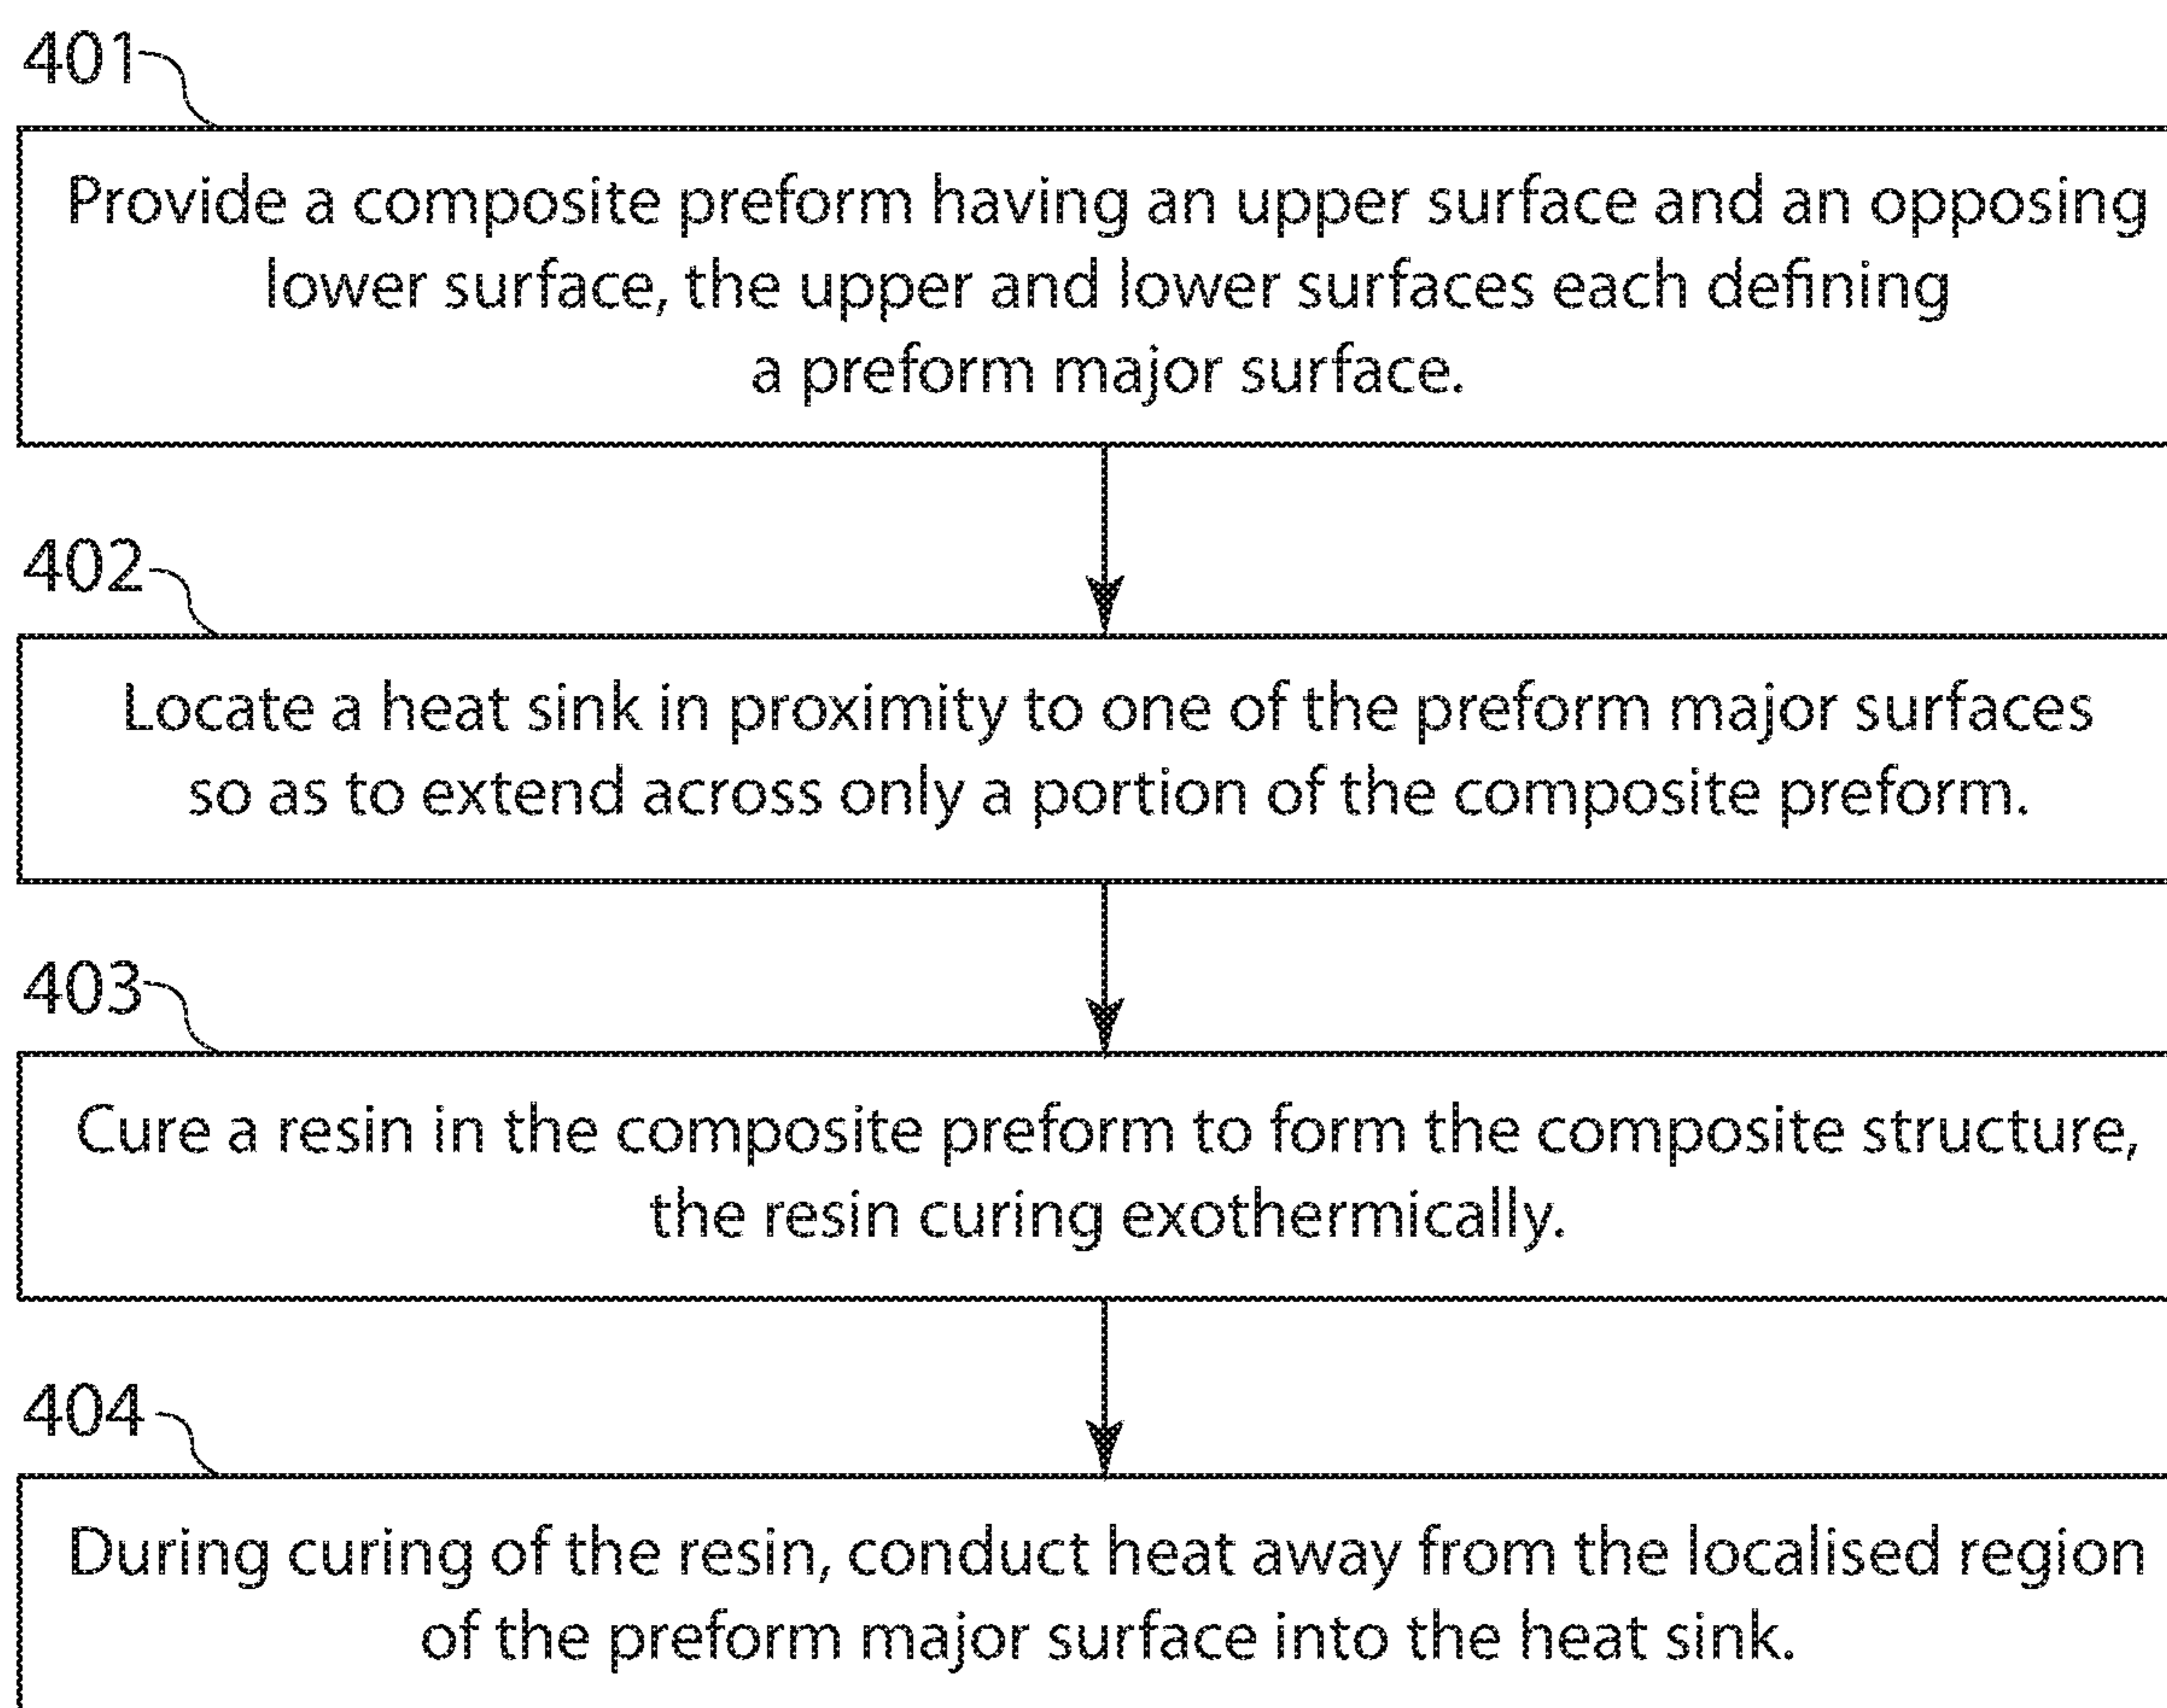 401
Provide a composite preform having an upper surface and an opposing
lower surface, the upper and lower surfaces each defining
a preform major surface.
402
Locate a heat sink in proximity to one of the preform major surfaces
so as to extend across only a portion of the composite preform.
403
Cure a resin in the composite preform to form the composite structure,
the resin curing exothermically.
404
During curing of the resin, conduct heat away from the localised region
of the preform major surface into the heat sink.